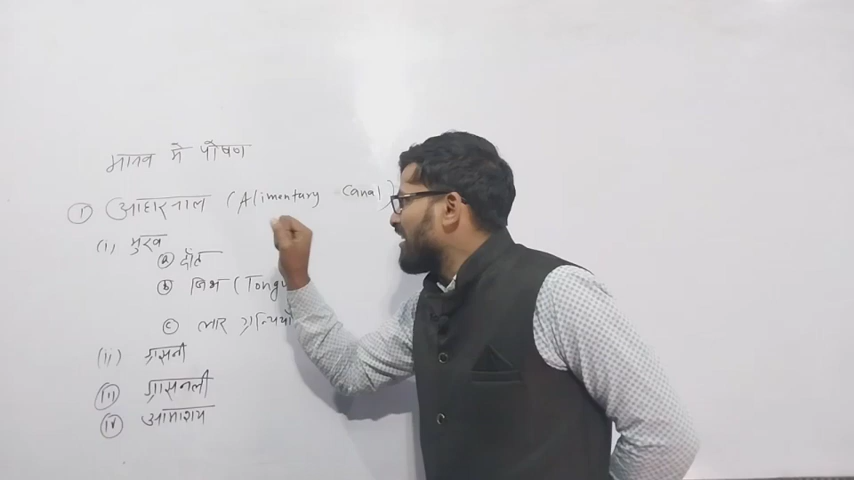 मानव में पोषण
① आहारनाल (Alimentary Canal)
(i) मुख
ⓐ दाँत
ⓑ जिभ (Tongu
ⓒ लार ग्रन्थियाँ
(ii) ग्रसनी
(iii) ग्रासनली
(iv) आमाशय